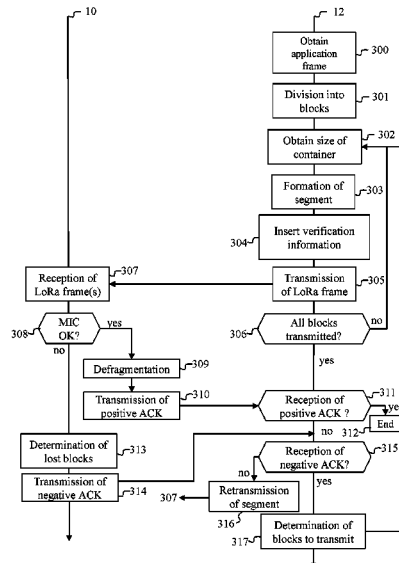 10
12
Obtain
application
frame
300
Division into
blocks
301
302
Obtain size of
container
Formation of
segment
303
Insert verification
information
304
307
Reception of
LoRa frame(s)
Transmission
of LoRa frame
305
MIC
OK?
308
yes
no
306
All blocks
transmitted?
no
yes
Defragmentation
309
310
Transmission of
positive ACK
311
Reception of
positive ACK ?
ye
312
End
no
Determination of
lost blocks
313
Reception of
negative ACK?
315
no
yes
Transmission of
negative ACK
314
307
Retransmission
of segment
316
317
Determination of
blocks to transmit